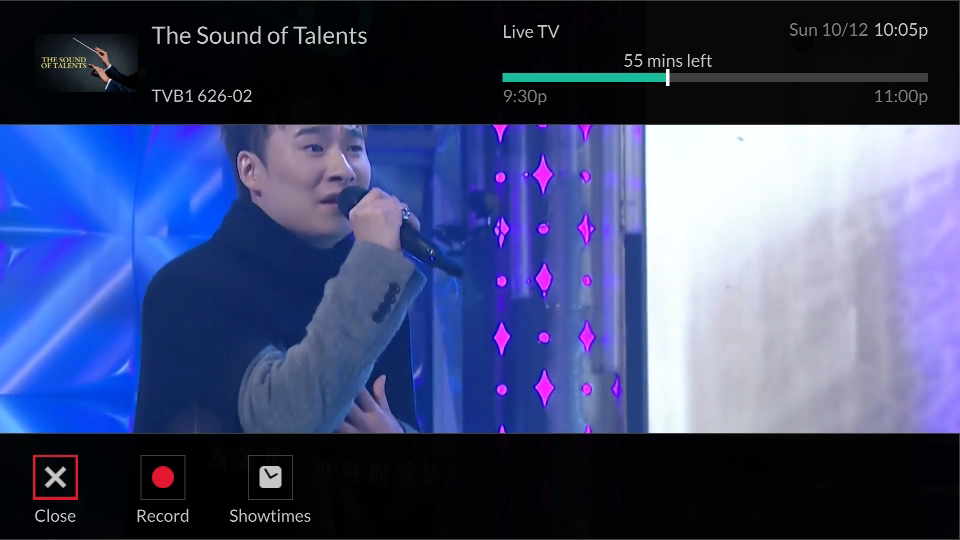 The Sound of Talents
THE SOUND
OF TALENTS
TVB1 626-02
Live TV
Sun 10/12 10:05p
55 mins left
9:30p
11:00p
Close
Record
Showtimes